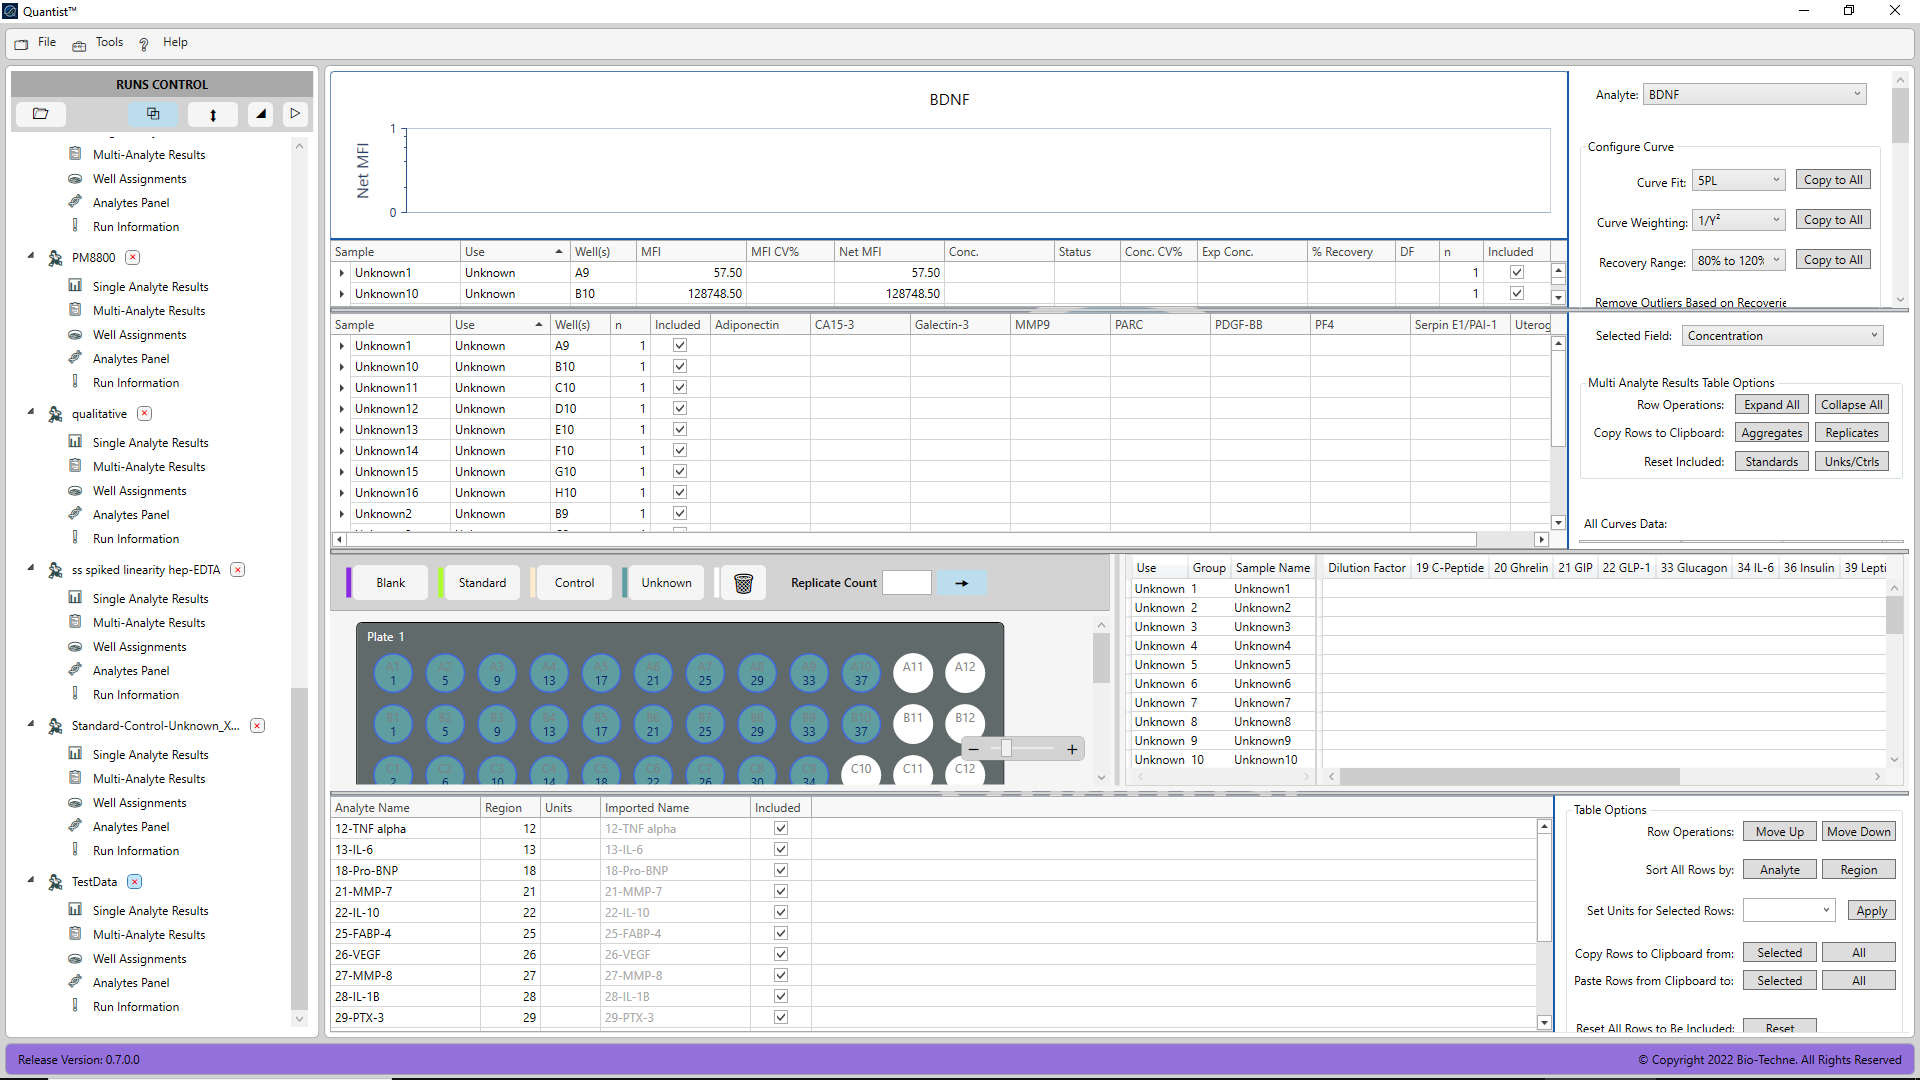 Quantist™
File Tools Help
RUNS CONTROL
Multi-Analyte Results
Well Assignments
Analytes Panel
Run Information
PM8800
Single Analyte Results
Multi-Analyte Results
Well Assignments
Analytes Panel
Run Information
qualitative
Single Analyte Results
Multi-Analyte Results
Well Assignments
Analytes Panel
Run Information
ss spiked linearity hep-EDTA
Single Analyte Results
Multi-Analyte Results
Well Assignments
Analytes Panel
Run Information
Standard-Control-Unknown_X...
Single Analyte Results
Multi-Analyte Results
Well Assignments
Analytes Panel
Run Information
TestData
Single Analyte Results
Multi-Analyte Results
Well Assignments
Analytes Panel
Run Information
BDNF
Net MFI
1
0
Sample Use Well(s) MFI MFI CV% Net MFI Conc. Status Conc. CV% Exp Conc. % Recovery DF n Included
Unknown1 Unknown A9 57.50 57.50 1
Unknown10 Unknown B10 128748.50 128748.50 1
Analyte: BDNF
Configure Curve
Curve Fit: 5PL Copy to All
Curve Weighting: 1/Y² Copy to All
Recovery Range: 80% to 120% Copy to All
Remove Outliers Based on Recoverie
Sample Use Well(s) n Included Adiponectin CA15-3 Galectin-3 MMP9 PARC PDGF-BB PF4 Serpin E1/PAI-1 Uterog
Unknown1 Unknown A9 1
Unknown10 Unknown B10 1
Unknown11 Unknown C10 1
Unknown12 Unknown D10 1
Unknown13 Unknown E10 1
Unknown14 Unknown F10 1
Unknown15 Unknown G10 1
Unknown16 Unknown H10 1
Unknown2 Unknown B9 1
Selected Field: Concentration
Multi Analyte Results Table Options
Row Operations: Expand All Collapse All
Copy Rows to Clipboard: Aggregates Replicates
Reset Included: Standards Unks/Ctrls
All Curves Data:
Blank Standard Control Unknown Replicate Count
Plate 1
A1 A2 A3 A4 A5 A6 A7 A8 A9 A10 A11 A12
1 5 9 13 17 21 25 29 33 37
B1 B2 B3 B4 B5 B6 B7 B8 B9 B10 B11 B12
1 5 9 13 17 21 25 29 33 37
C1 C2 C3 C4 C5 C6 C7 C8 C9 C10 C11 C12
2 6 10 14 18 22 26 30 34
Use Group Sample Name Dilution Factor 19 C-Peptide 20 Ghrelin 21 GIP 22 GLP-1 33 Glucagon 34 IL-6 36 Insulin 39 Lepti
Unknown 1 Unknown1
Unknown 2 Unknown2
Unknown 3 Unknown3
Unknown 4 Unknown4
Unknown 5 Unknown5
Unknown 6 Unknown6
Unknown 7 Unknown7
Unknown 8 Unknown8
Unknown 9 Unknown9
Unknown 10 Unknown10
Analyte Name Region Units Imported Name Included
12-TNF alpha 12 12-TNF alpha
13-IL-6 13 13-IL-6
18-Pro-BNP 18 18-Pro-BNP
21-MMP-7 21 21-MMP-7
22-IL-10 22 22-IL-10
25-FABP-4 25 25-FABP-4
26-VEGF 26 26-VEGF
27-MMP-8 27 27-MMP-8
28-IL-1B 28 28-IL-1B
29-PTX-3 29 29-PTX-3
Table Options
Row Operations: Move Up Move Down
Sort All Rows by: Analyte Region
Set Units for Selected Rows: Apply
Copy Rows to Clipboard from: Selected All
Paste Rows from Clipboard to: Selected All
Reset All Rows to Be Included: Reset
Release Version: 0.7.0.0
© Copyright 2022 Bio-Techne. All Rights Reserved